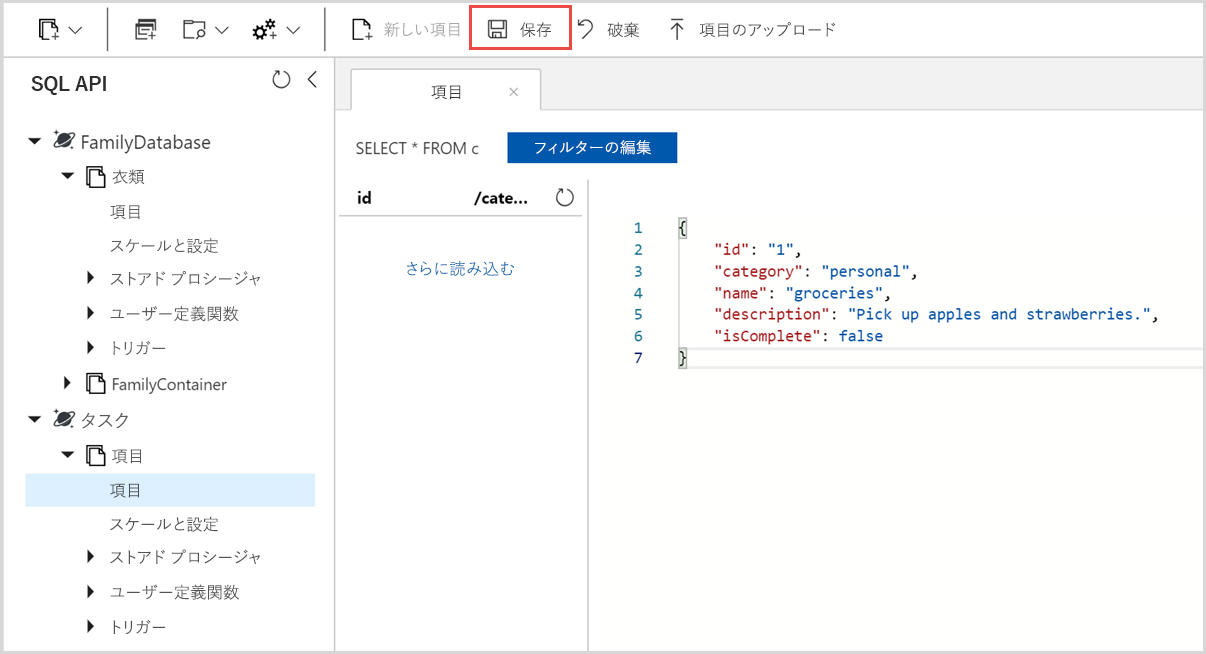 新しい項目 保存 破棄 項目のアップロード
SQL API
FamilyDatabase
衣類
項目
スケールと設定
ストアド プロシージャ
ユーザー定義関数
トリガー
FamilyContainer
タスク
項目
項目
スケールと設定
ストアド プロシージャ
ユーザー定義関数
トリガー
項目
SELECT * FROM c フィルターの編集
id /cate...
さらに読み込む
1 {
2 "id": "1",
3 "category": "personal",
4 "name": "groceries",
5 "description": "Pick up apples and strawberries.",
6 "isComplete": false
7 }